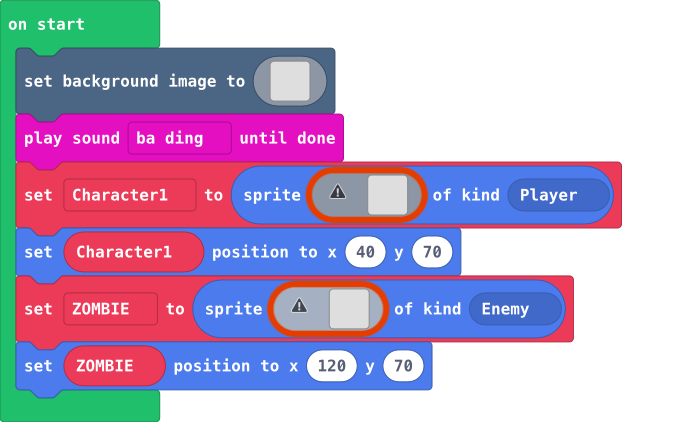 on start
set background image to
play sound ba ding until done
set Character1 to sprite of kind Player
set Character1 position to x 40 y 70
set ZOMBIE to sprite of kind Enemy
set ZOMBIE position to x 120 y 70